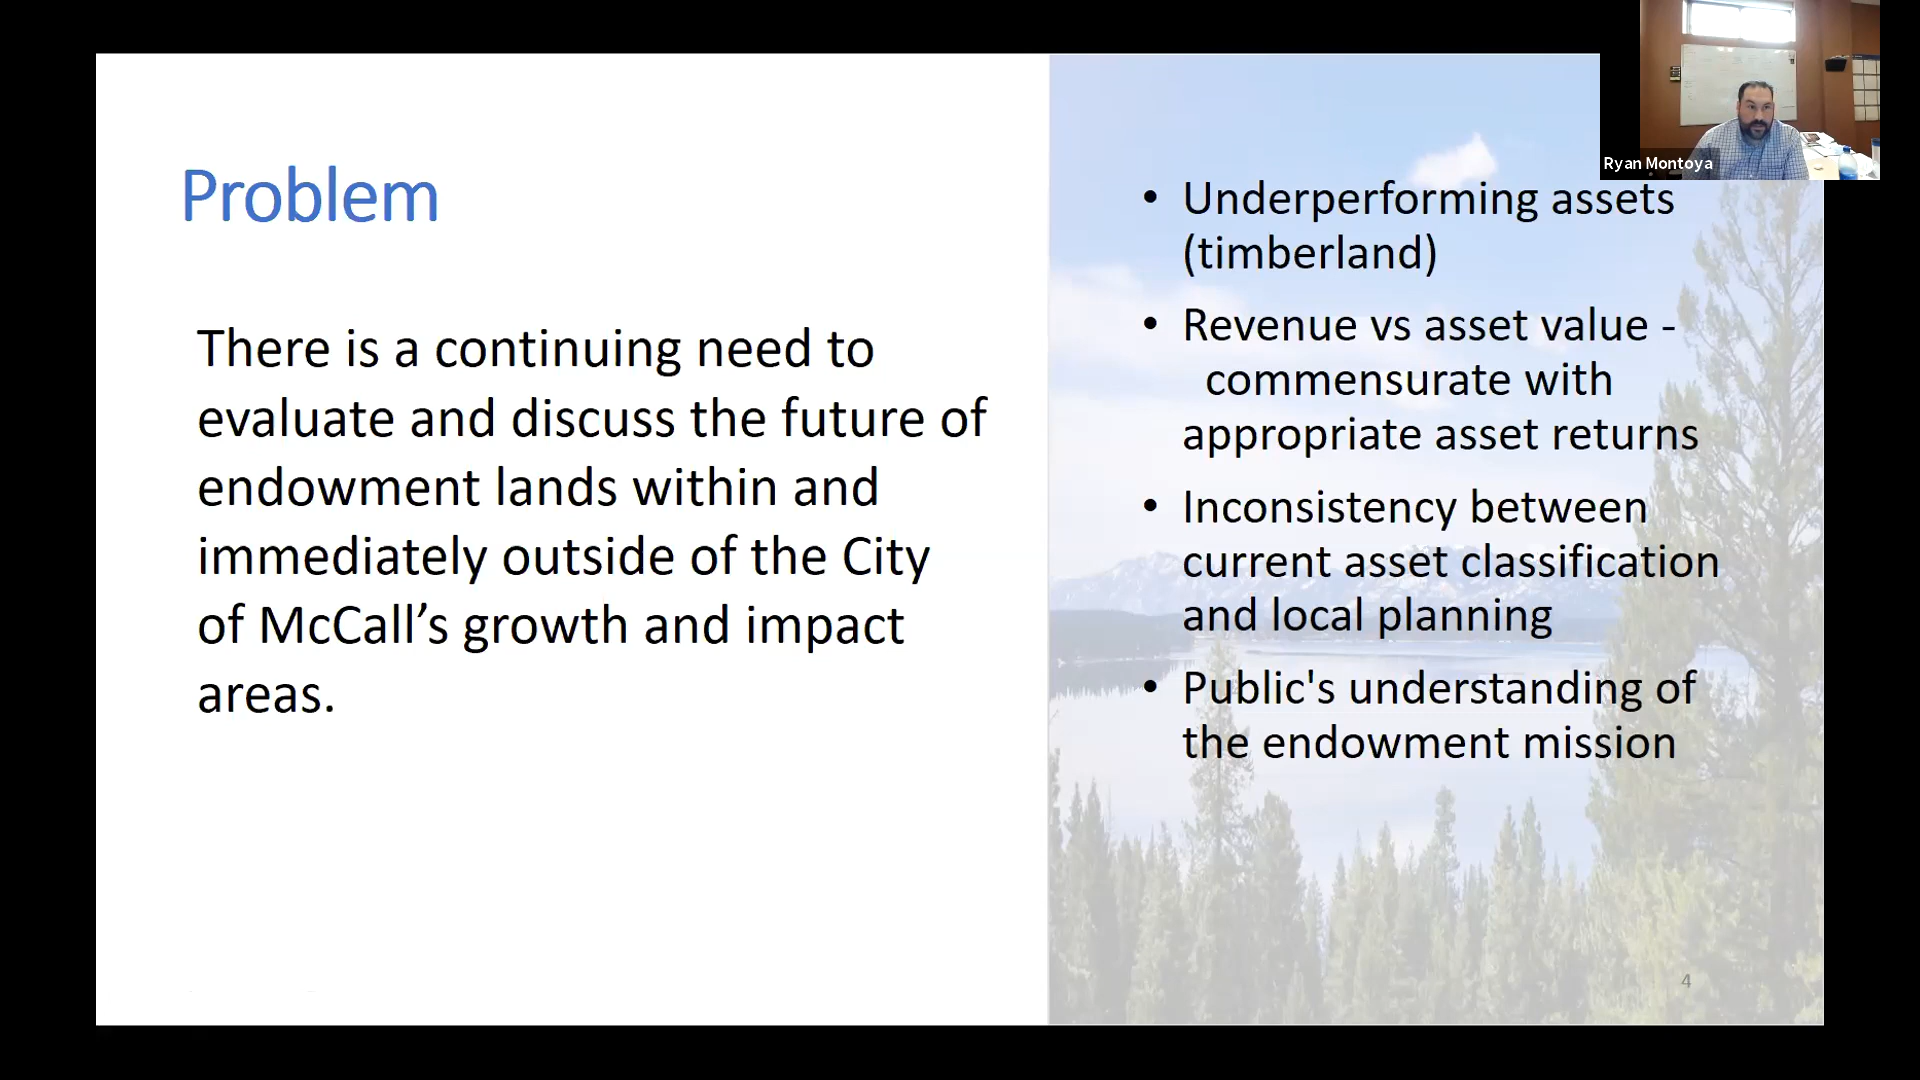 Problem
There is a continuing need to
evaluate and discuss the future of
endowment lands within and
immediately outside of the City
of McCall’s growth and impact
areas.
Ryan Montoya
• Underperforming assets
(timberland)
• Revenue vs asset value -
commensurate with
appropriate asset returns
• Inconsistency between
current asset classification
and local planning
• Public's understanding of
the endowment mission
4